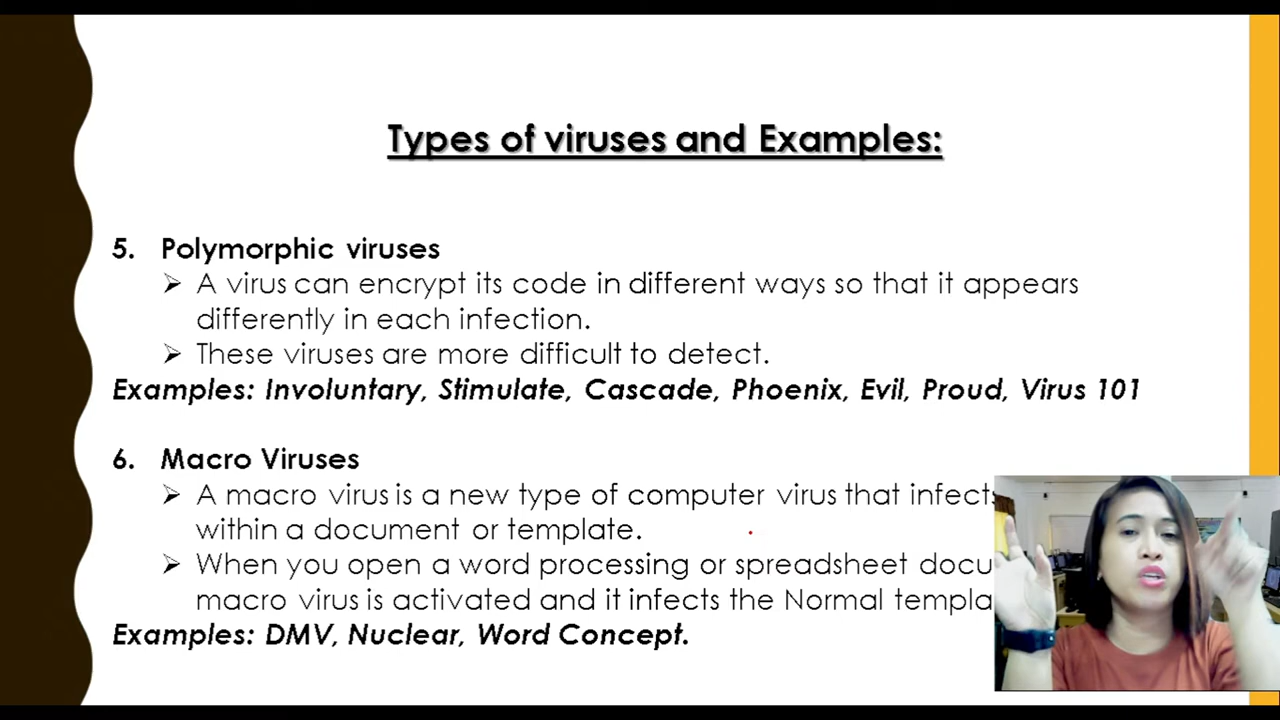 Types of viruses and Examples:
5. Polymorphic viruses
➢ A virus can encrypt its code in different ways so that it appears
differently in each infection.
➢ These viruses are more difficult to detect.
Examples: Involuntary, Stimulate, Cascade, Phoenix, Evil, Proud, Virus 101
6. Macro Viruses
➢ A macro virus is a new type of computer virus that infects
within a document or template.
➢ When you open a word processing or spreadsheet docu
macro virus is activated and it infects the Normal templa
Examples: DMV, Nuclear, Word Concept.